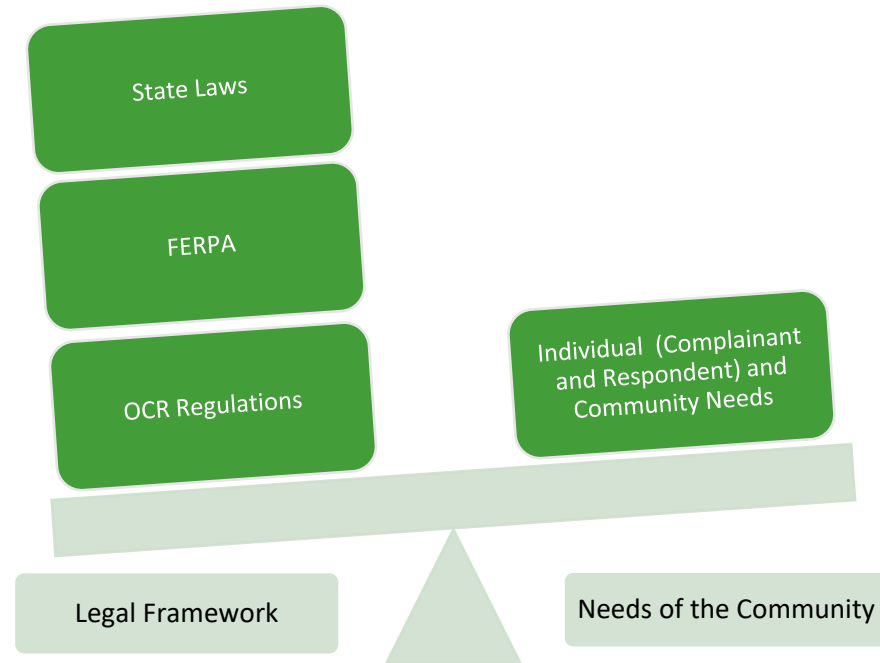 State Laws
FERPA
OCR Regulations
Individual (Complainant
and Respondent) and
Community Needs
Legal Framework
Needs of the Community